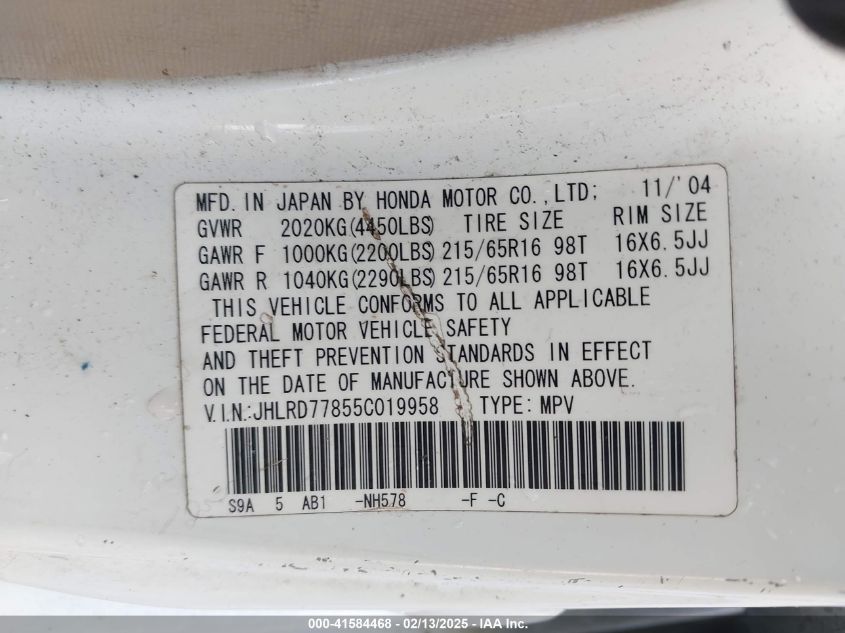 MFD. IN JAPAN BY HONDA MOTOR CO.,LTD; 11/'04
GVWR 2020KG(4450LBS) TIRE SIZE RIM SIZE
GAWR F 1000KG(2200LBS) 215/65R16 98T 16X6.5JJ
GAWR R 1040KG(2290LBS) 215/65R16 98T 16X6.5JJ
THIS VEHICLE CONFORMS TO ALL APPLICABLE
FEDERAL MOTOR VEHICLE SAFETY
AND THEFT PREVENTION STANDARDS IN EFFECT
ON THE DATE OF MANUFACTURE SHOWN ABOVE.
V.I.N.:JHLRD77855C019958 TYPE: MPV
S9A 5 AB1 -NH578 -F -C
000-41584468 - 02/13/2025 - IAA Inc.